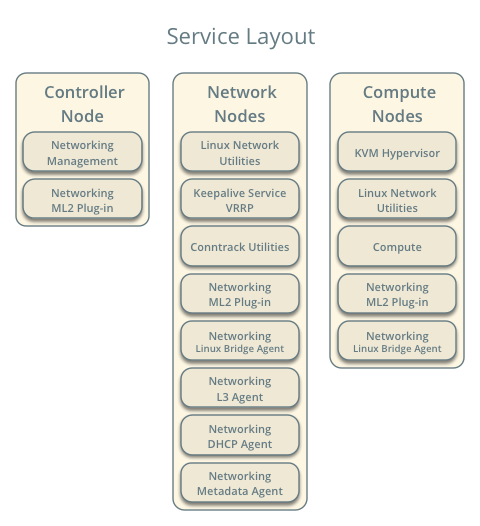 Service Layout
Controller
Node
Networking
Management
Networking
ML2 Plug-in
Network
Nodes
Linux Network
Utilities
Keepalive Service
VRRP
Conntrack Utilities
Networking
ML2 Plug-in
Networking
Linux Bridge Agent
Networking
L3 Agent
Networking
DHCP Agent
Networking
Metadata Agent
Compute
Nodes
KVM Hypervisor
Linux Network
Utilities
Compute
Networking
ML2 Plug-in
Networking
Linux Bridge Agent